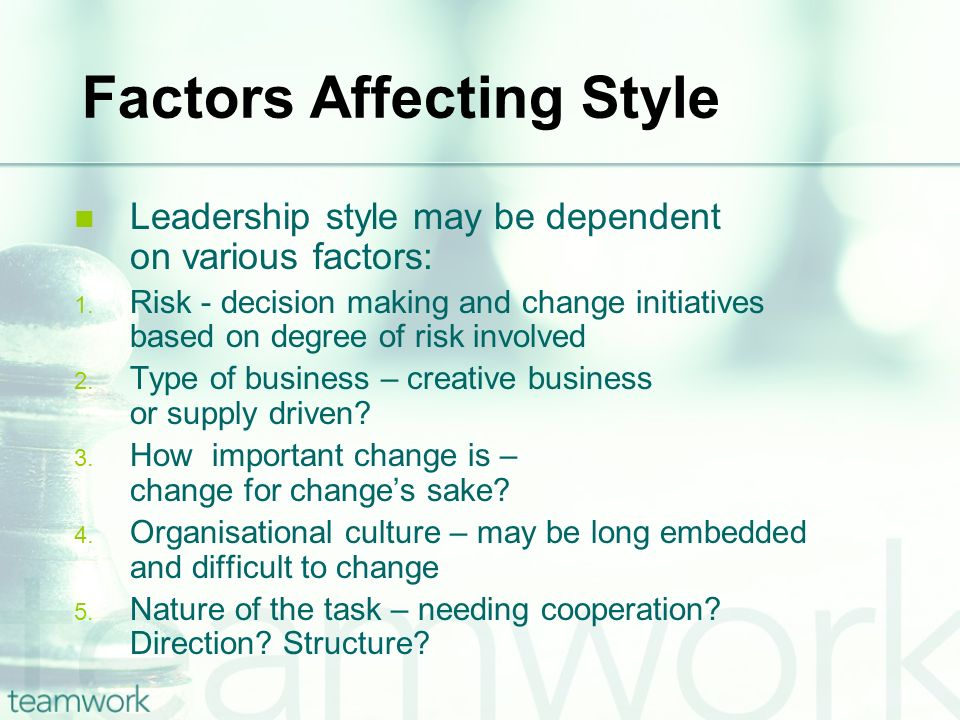 Factors Affecting Style
Leadership style may be dependent
on various factors:
1. Risk - decision making and change initiatives
based on degree of risk involved
2. Type of business – creative business
or supply driven?
3. How  important change is –
change for change’s sake?
4. Organisational culture – may be long embedded
and difficult to change
5. Nature of the task – needing cooperation?
Direction? Structure?
teamwork
teamwork